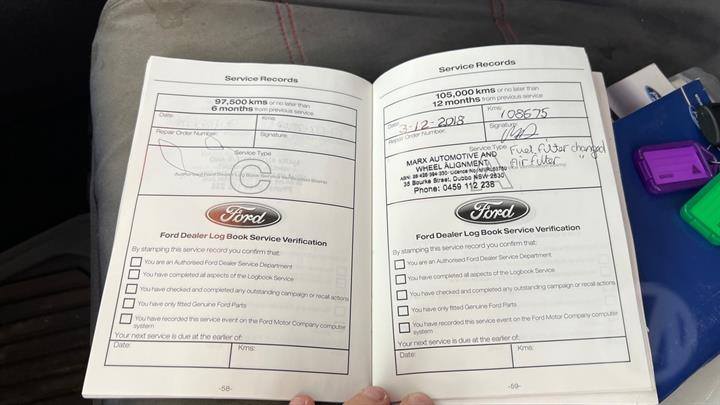 Service Records
97,500 kms or no later than
6 months from previous service
Date:
Kms:
Repair Order Number:
Signature:
Service Type
C
Authorised Ford Dealer Log Book Service Verification Stamp
Ford
Ford Dealer Log Book Service Verification
By stamping this service record you confirm that:
You are an Authorised Ford Dealer Service Department
You have completed all aspects of the Logbook Service
You have checked and completed any outstanding campaign or recall actions
You have only fitted Genuine Ford Parts
You have recorded this service event on the Ford Motor Company computer
system
Your next service is due at the earlier of:
Date:
Kms:
-58-
Service Records
105,000 kms or no later than
12 months from previous service
Date:
3-12-2018
Kms:
108675
Repair Order Number:
Signature:
Service Type
Fuel Filter changed
Air filter "
MARX AUTOMOTIVE AND
WHEEL ALIGNMENT
35 Bourke Street, Dubbo NSW 2830
Phone: 0459 112 238
Ford
Ford Dealer Log Book Service Verification
By stamping this service record you confirm that:
You are an Authorised Ford Dealer Service Department
You have completed all aspects of the Logbook Service
You have checked and completed any outstanding campaign or recall actions
You have only fitted Genuine Ford Parts
You have recorded this service event on the Ford Motor Company computer
system
Your next service is due at the earlier of:
Date:
Kms:
-59-